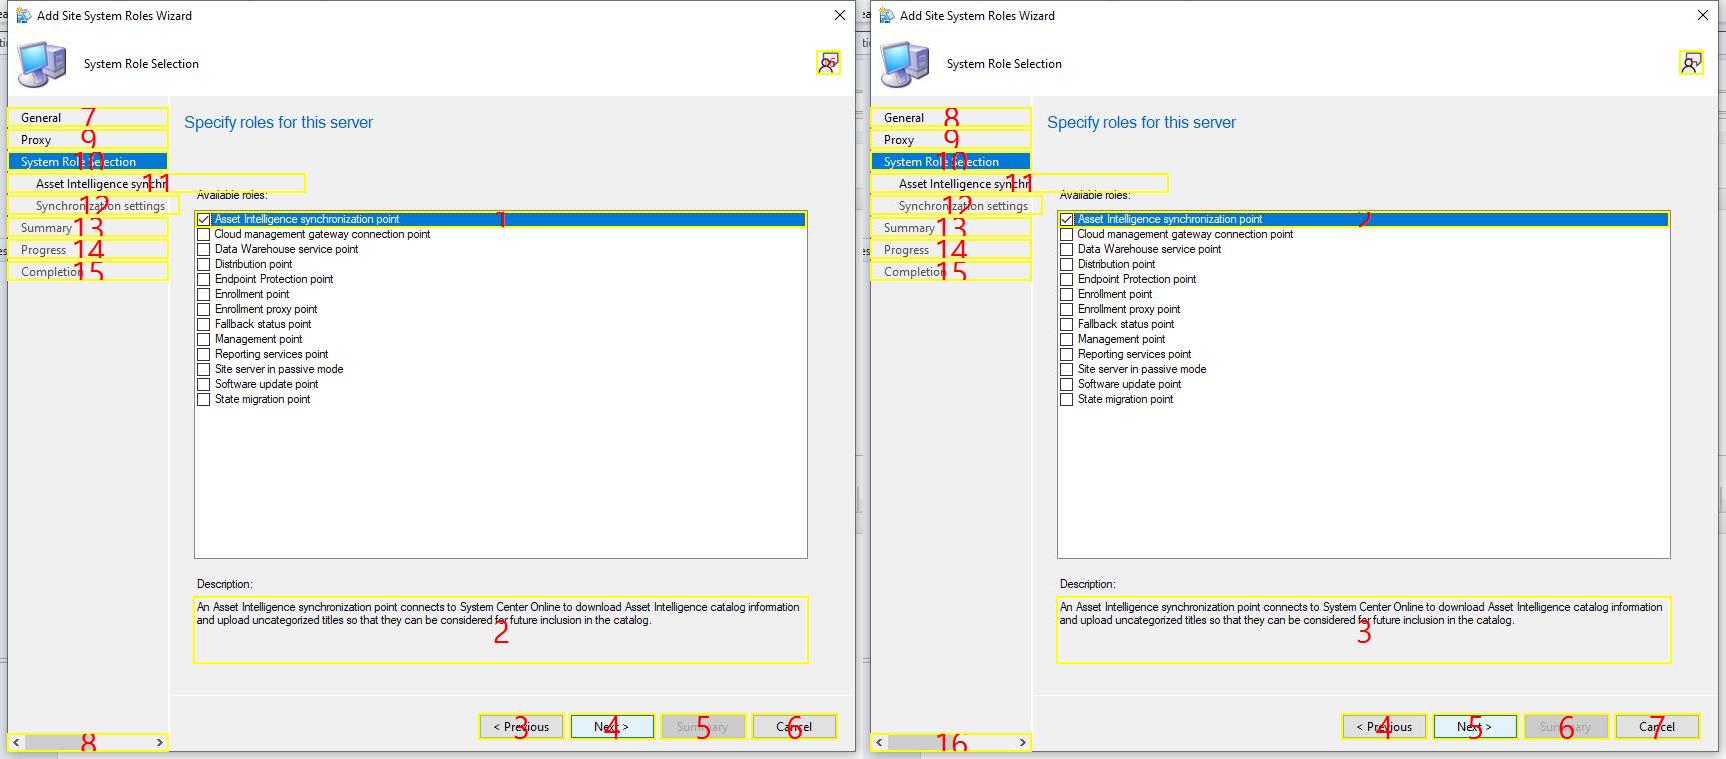 Add Site System Roles Wizard
System Role Selection
16
General 7
Proxy 9
System Role Selection 10
Asset Intelligence synchr 11
Synchronization settings 12
Summary 13
Progress 14
Completion 15
8
Specify roles for this server
Available roles:
Asset Intelligence synchronization point 1
Cloud management gateway connection point
Data Warehouse service point
Distribution point
Endpoint Protection point
Enrollment point
Enrollment proxy point
Fallback status point
Management point
Reporting services point
Site server in passive mode
Software update point
State migration point
Description:
An Asset Intelligence synchronization point connects to System Center Online to download Asset Intelligence catalog information
and upload uncategorized titles so that they can be considered for future inclusion in the catalog.
2
< Previous 3
Next > 4
Summary 5
Cancel 6
Add Site System Roles Wizard
System Role Selection
1
General 8
Proxy 9
System Role Selection 10
Asset Intelligence synchr 11
Synchronization settings 12
Summary 13
Progress 14
Completion 15
16
Specify roles for this server
Available roles:
Asset Intelligence synchronization point 2
Cloud management gateway connection point
Data Warehouse service point
Distribution point
Endpoint Protection point
Enrollment point
Enrollment proxy point
Fallback status point
Management point
Reporting services point
Site server in passive mode
Software update point
State migration point
Description:
An Asset Intelligence synchronization point connects to System Center Online to download Asset Intelligence catalog information
and upload uncategorized titles so that they can be considered for future inclusion in the catalog.
3
< Previous 4
Next > 5
Summary 6
Cancel 7